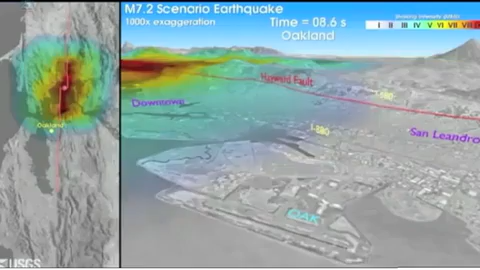 M7.2 Scenario Earthquake
1000x exaggeration
Time = 08.6 s
Oakland
Shaking Intensity (MMI)
I II III IV V VI VII VIII
Hayward Fault
I-580
Downtown
I-880
San Leandro
Oakland
OAK
USGS